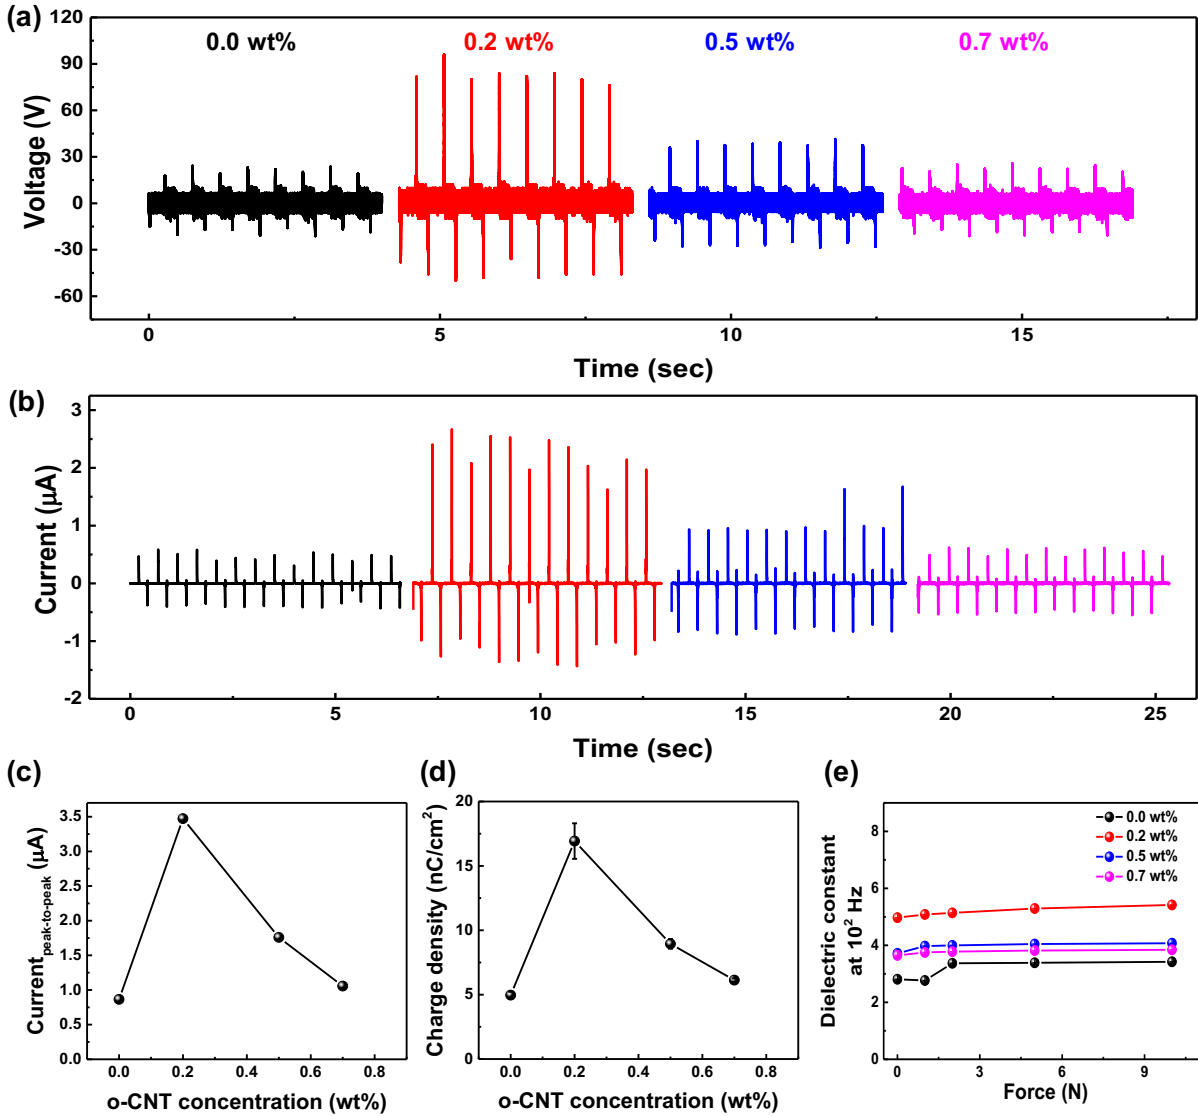 (a)
120
90
60
30
0
-30
-60
Voltage (V)
0.0 wt%
0.2 wt%
0.5 wt%
0.7 wt%
0
5
10
15
Time (sec)
(b)
3
2
1
0
-1
-2
Current (μA)
0
5
10
15
20
25
Time (sec)
(c)
3.5
3.0
2.5
2.0
1.5
1.0
0.5
0.0
Current peak-to-peak (μA)
0.0
0.2
0.4
0.6
0.8
o-CNT concentration (wt%)
(d)
20
15
10
5
0
Charge density (nC/cm²)
0.0
0.2
0.4
0.6
0.8
o-CNT concentration (wt%)
(e)
8
6
4
2
0
Dielectric constant
at 10² Hz
0.0 wt%
0.2 wt%
0.5 wt%
0.7 wt%
0
3
6
9
Force (N)